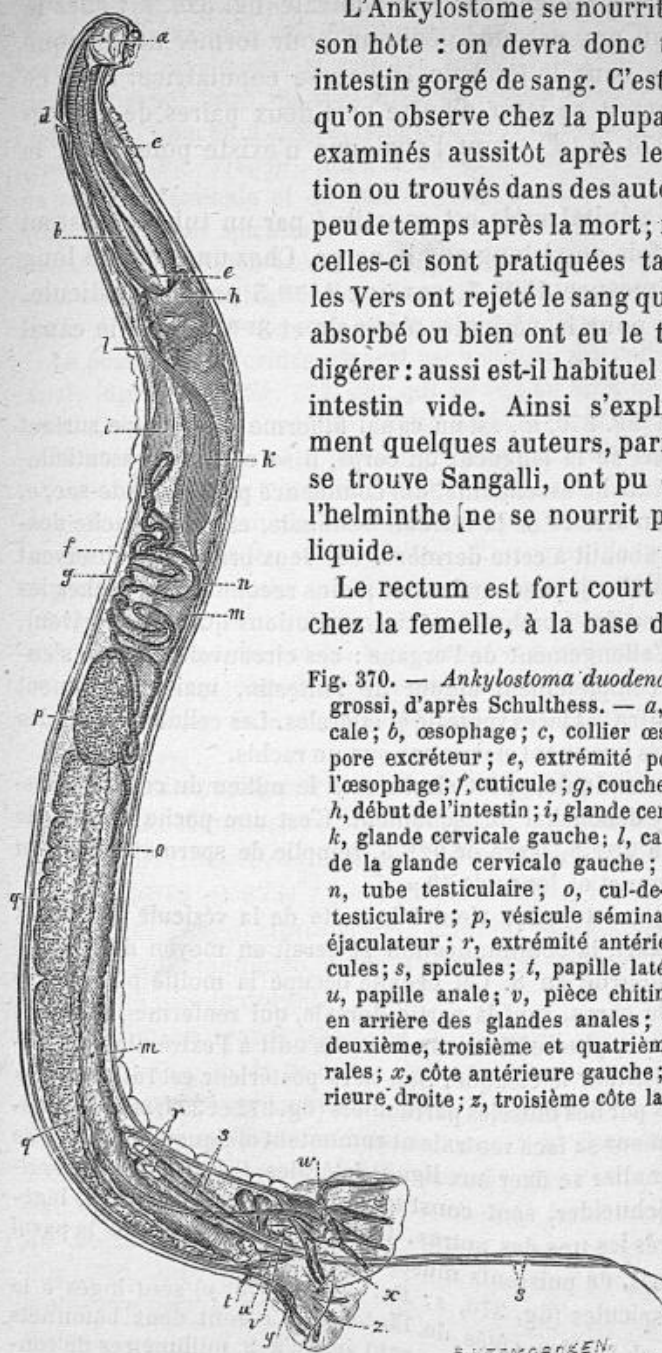 L'Ankylostome se nourrit
son hôte : on devra donc
intestin gorgé de sang. C'est
qu'on observe chez la plupa
examinés aussitôt après le
tion ou trouvés dans des aut
peu de temps après la mort;
celles-ci sont pratiquées ta
les Vers ont rejeté le sang qu
absorbé ou bien ont eu le t
digérer : aussi est-il habituel
intestin vide. Ainsi s'expl
ment quelques auteurs, par
se trouve Sangalli, ont pu
l'helminthe [ne se nourrit p
liquide.
Le rectum est fort court
chez la femelle, à la base d
Fig. 370. — Ankylostoma duodena
grossi, d'après Schulthess. — a,
cale; b, œsophage; c, collier œs
pore excréteur; e, extrémité po
l'œsophage; f, cuticule; g, couche
h, début de l'intestin; i, glande cer
k, glande cervicale gauche; l, ca
de la glande cervicale gauche;
n, tube testiculaire; o, cul-de-
testiculaire; p, vésicule sémina
éjaculateur; r, extrémité antérie
cules; s, spicules; t, papille laté
u, papille anale; v, pièce chitin
en arrière des glandes anales;
deuxième, troisième et quatrièm
rales; x, côte antérieure gauche;
rieure droite; z, troisième côte la
a
d
e
b
e
h
l
i
k
f
g
n
m
p
o
q
m
q
r
s
w
t
u
v
y
x
z
s